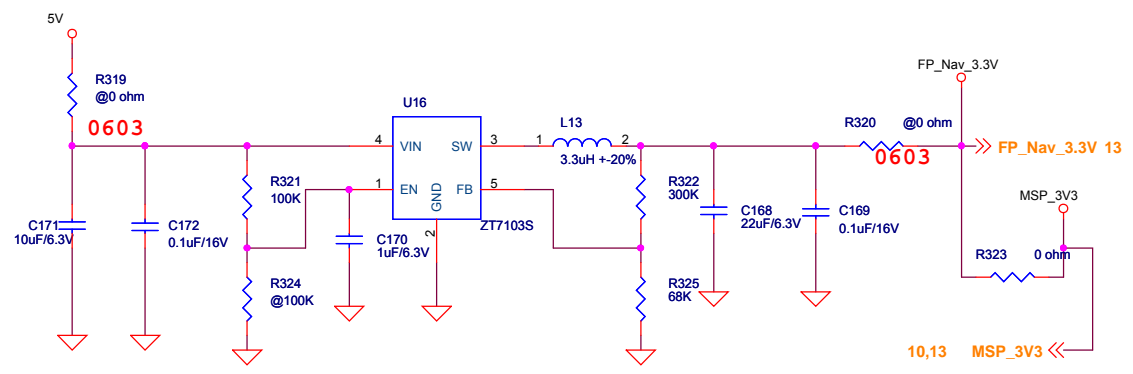 5V
R319
@0 ohm
0603
R321
100K
C171
10uF/6.3V
C172
0.1uF/16V
R324
@100K
C170
1uF/6.3V
U16
4
VIN
SW
3
1
EN
FB
5
GND
2
ZT7103S
L13
1
2
3.3uH +-20%
R322
300K
R325
68K
C168
22uF/6.3V
C169
0.1uF/16V
R320
@0 ohm
0603
FP_Nav_3.3V
FP_Nav_3.3V 13
MSP_3V3
R323
0 ohm
10,13 MSP_3V3